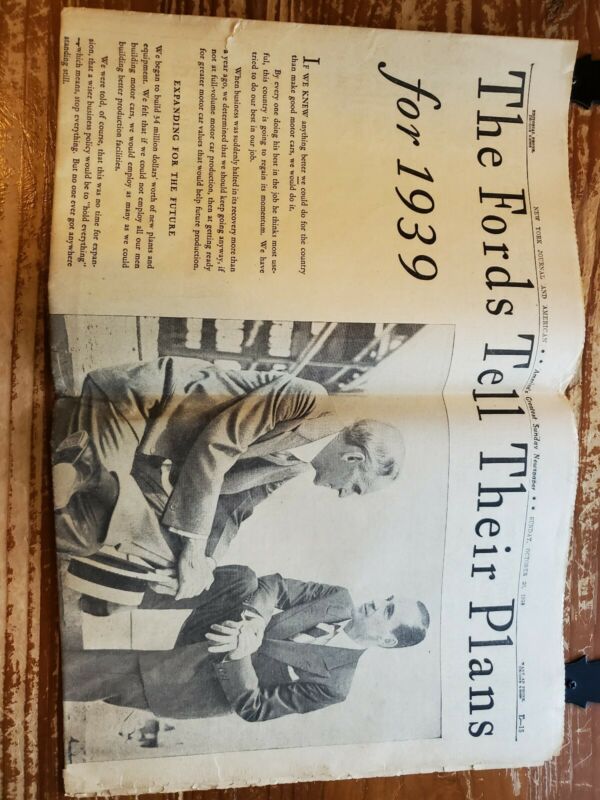 NEW YORK JOURNAL AND AMERICAN • • America's Greatest Sunday Newspaper • • SUNDAY, OCTOBER
L—15
The Fords Tell Their Plans
for 1939
IF WE KNEW anything better we could do for the country
than make good motor cars, we would do it.
By every one doing his best in the job he thinks most use-
ful, this country is going to regain its momentum. We have
tried to do our best in our job.
When business was suddenly halted in its recovery more than
a year ago, we determined that we should keep going anyway, if
not at full-volume motor car production, then at getting ready
for greater motor car values that would help future production.
EXPANDING FOR THE FUTURE
We began to build 34 million dollars' worth of new plants and
equipment. We felt that if we could not employ all our men
building motor cars, we would employ as many as we could
building better production facilities.
We were told, of course, that this was no time for expan-
sion, that a wiser business policy would be to "hold everything"
—which means, stop everything. But no one ever got anywhere
standing still.